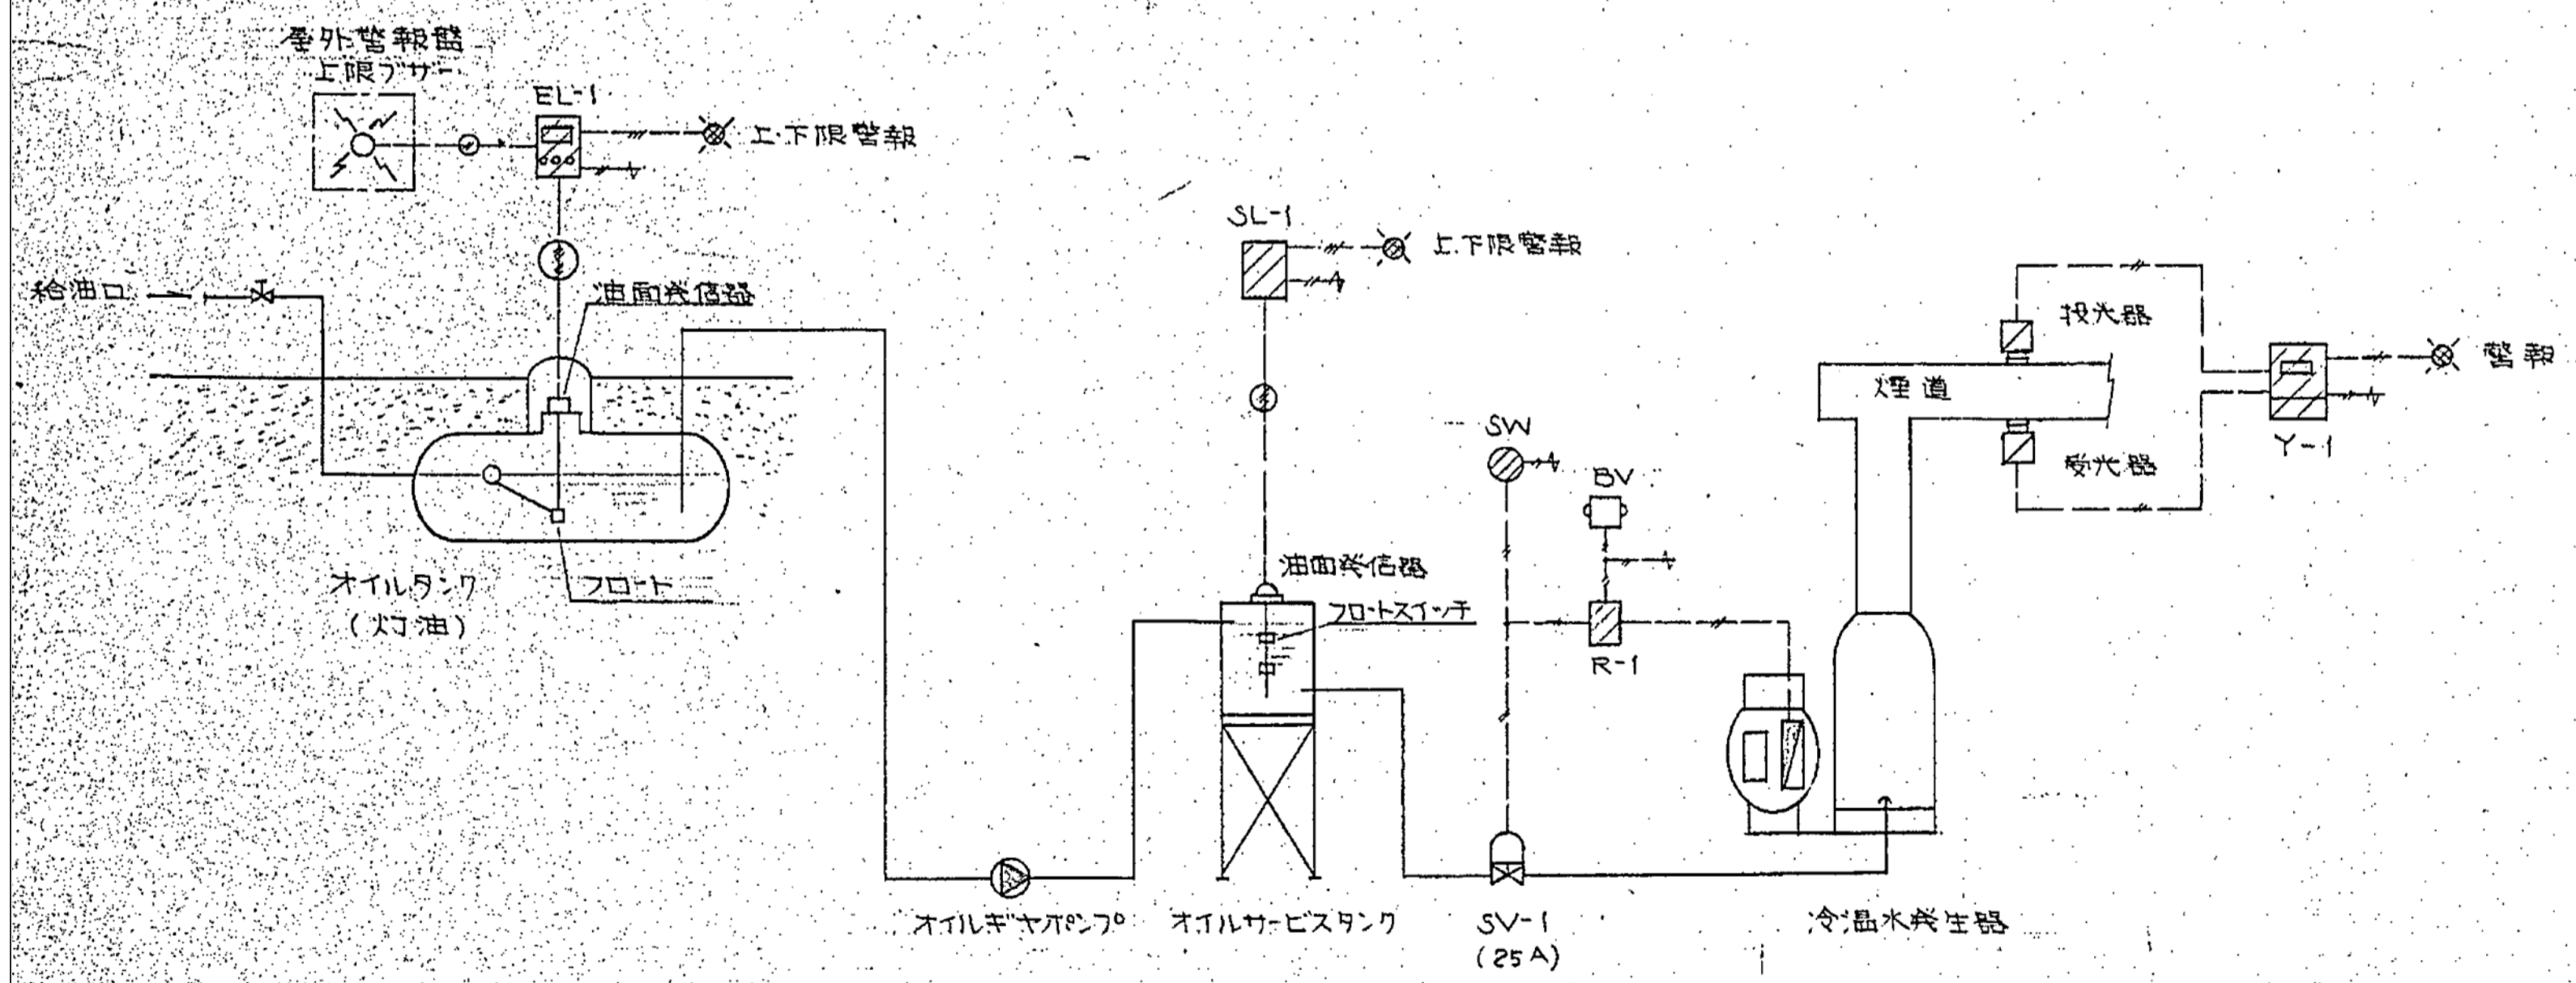 屋外警報盤
上限ブザー
EL-1
上・下限警報
給油口
油面発信器
オイルタンク
(灯油)
フロート
オイルギヤポンプ
SL-1
上.下限警報
油面発信器
フロートスイッチ
オイルサービスタンク
SW
BV
R-1
SV-1
(25A)
投光器
煙道
受光器
Y-1
警報
冷温水発生器